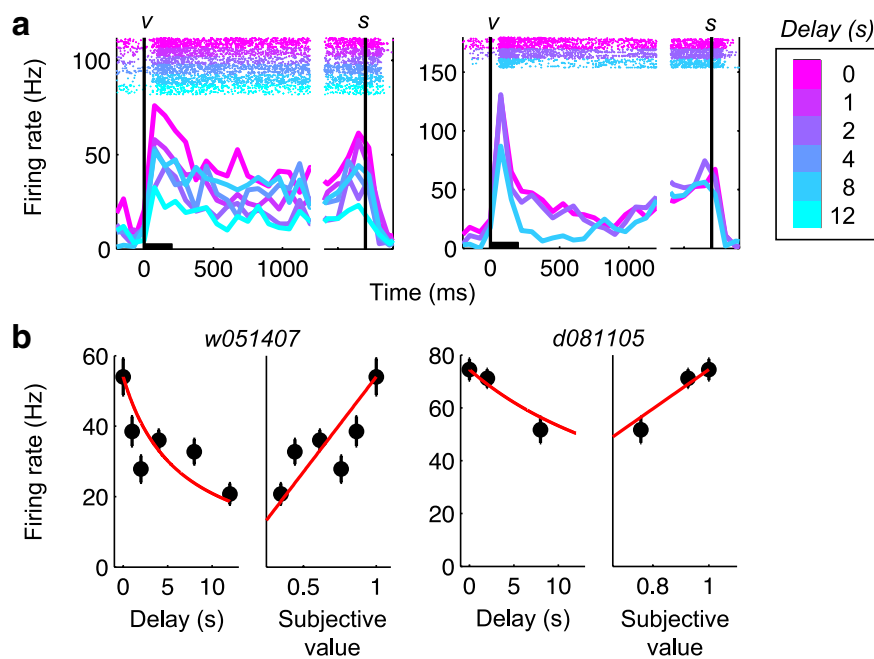 a
v s v s Delay (s)
100 50 0
Firing rate (Hz)
150 100 50 0
0 500 1000 0 500 1000
Time (ms)
0
1
2
4
8
12
b
w051407 d081105
60 40 20 0
Firing rate (Hz)
80 60 40 20 0
0 5 10 0.5 1 0 5 10 0.8 1
Delay (s) Subjective Delay (s) Subjective
value value